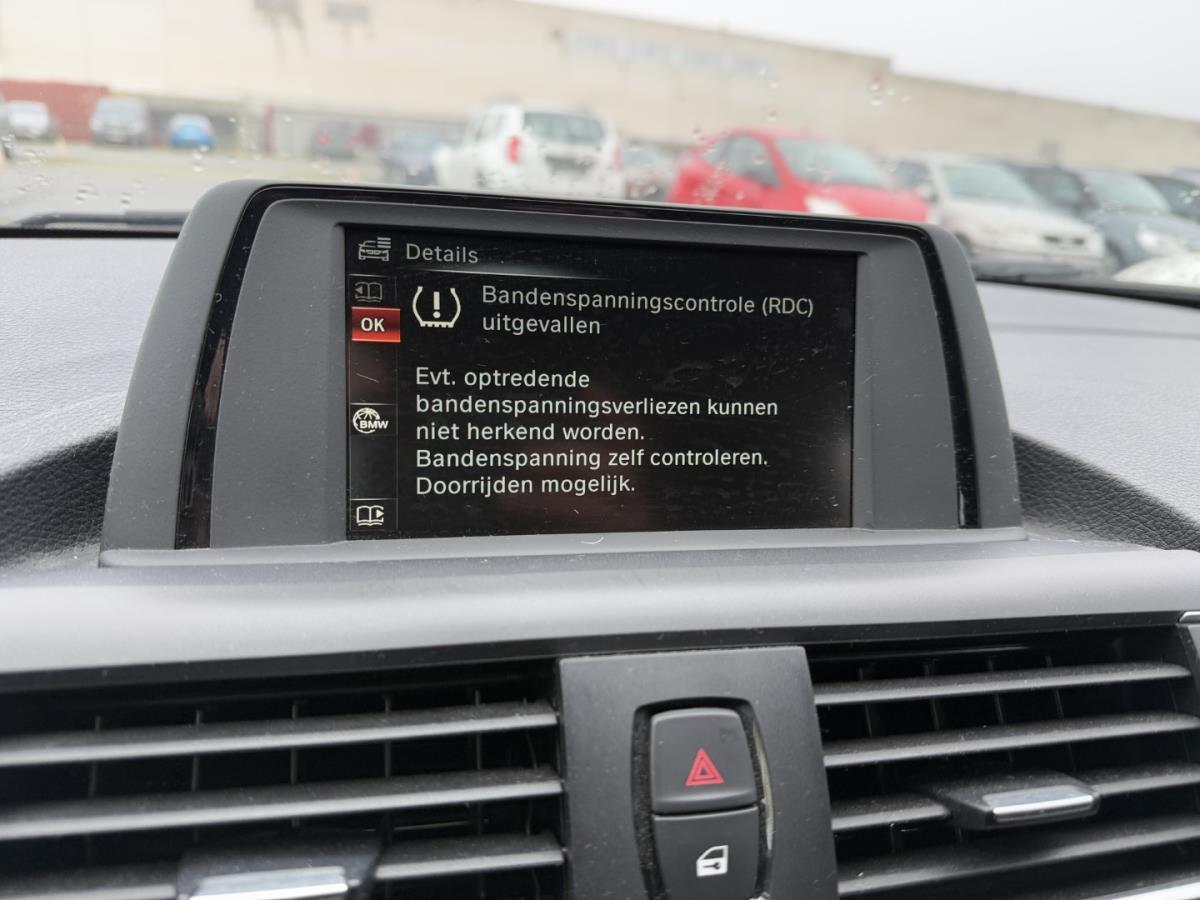 Details
Bandenspanningscontrole (RDC)
uitgevallen
OK
Evt. optredende
bandenspanningsverliezen kunnen
niet herkend worden.
Bandenspanning zelf controleren.
Doorrijden mogelijk.
BMW